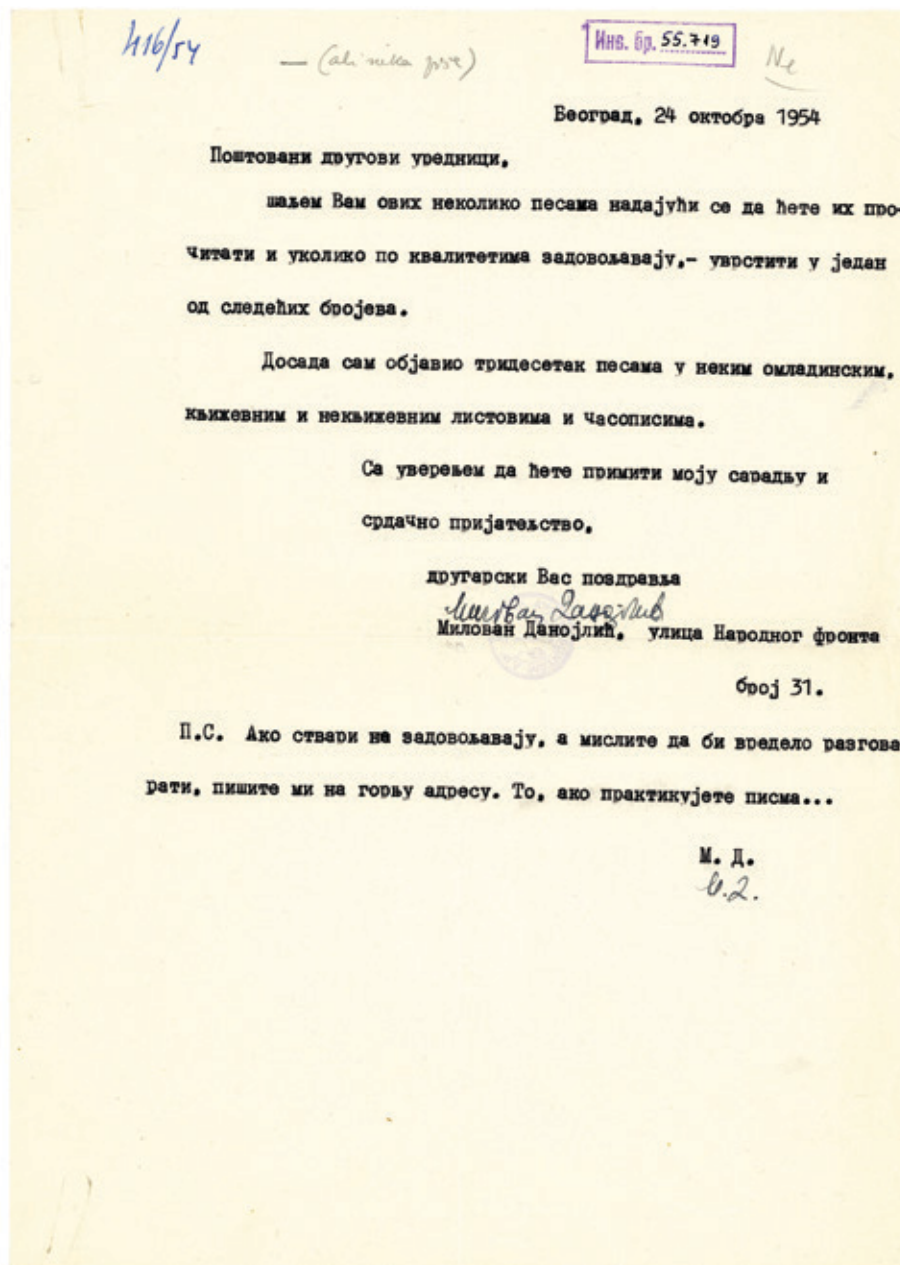 416/54
— (ali neka piše)
Инв. бр. 55.719
Ne
Београд, 24 октобра 1954
Поштовани другови уредници,
шаљем Вам ових неколико песама надајући се да ћете их про-
читати и уколико по квалитетима задовољавају,- уврстити у један
од следећих бројева.
Досада сам објавио тридесетак песама у неким омладинским,
књижевним и некњижевним листовима и часописима.
Са уверењем да ћете примити моју сарадњу и
срдачно пријатељство,
другарски Вас поздравља
Милован Данојлић
Милован Данојлић, улица Народног фронта
број 31.
П.С. Ако ствари не задовољавају, а мислите да би вредело разгова
рати, пишите ми на горњу адресу. То, ако практикујете писма...
М. Д.
М. Д.